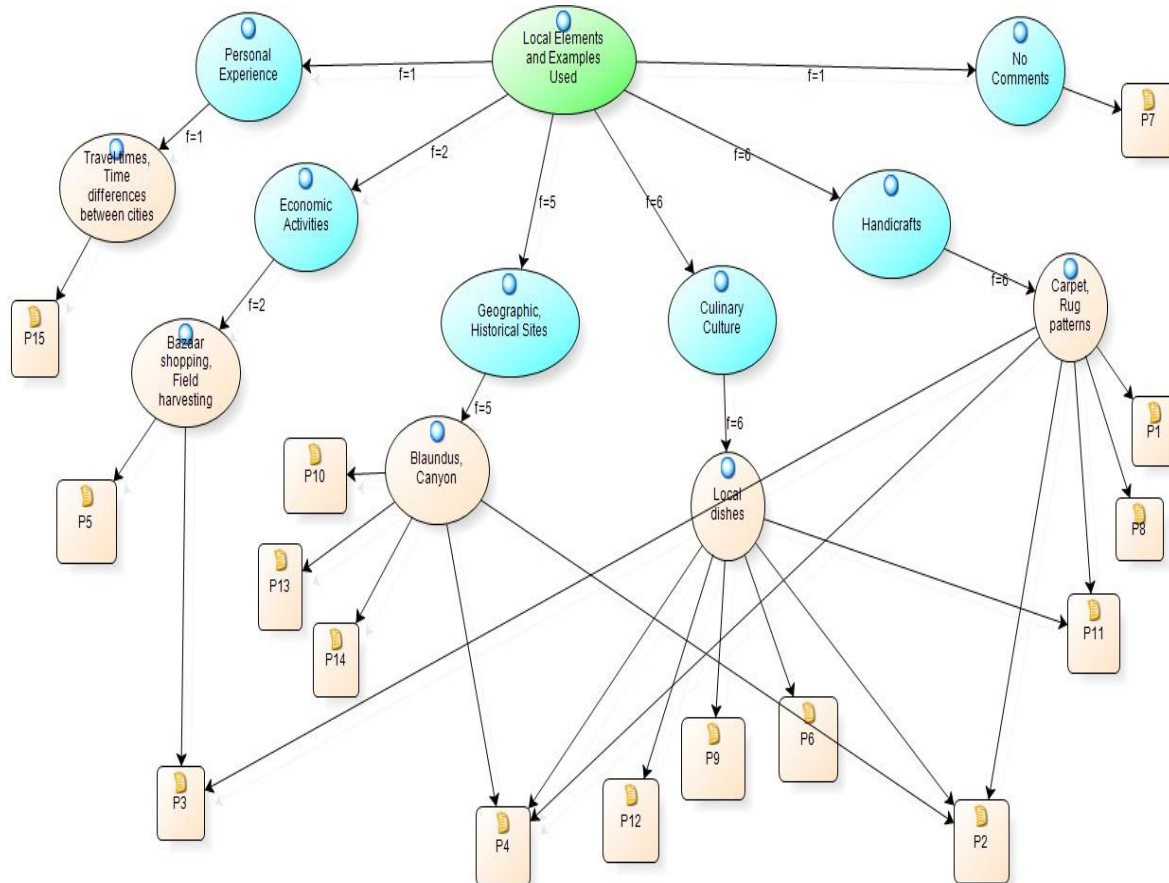 Local Elements
and Examples
Used
Personal
Experience
No
Comments
f=1
f=1
P7
f=1
f=2
f=6
Travel times,
Time
differences
between cities
Economic
Activities
f=5
f=6
Handicrafts
f=2
f=6
Carpet,
Rug
patterns
Geographic,
Historical Sites
Culinary
Culture
P15
Bazaar
shopping,
Field
harvesting
f=5
f=6
P1
Blaundus,
Canyon
P10
Local
dishes
P5
P8
P13
P14
P11
P6
P9
P3
P12
P4
P2